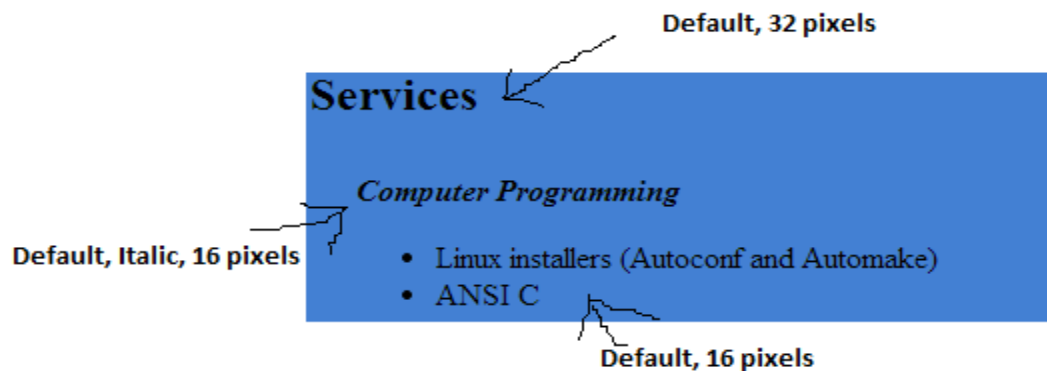 Default, 32 pixels
Services
Computer Programming
Default, Italic, 16 pixels
• Linux installers (Autoconf and Automake)
• ANSI C
Default, 16 pixels